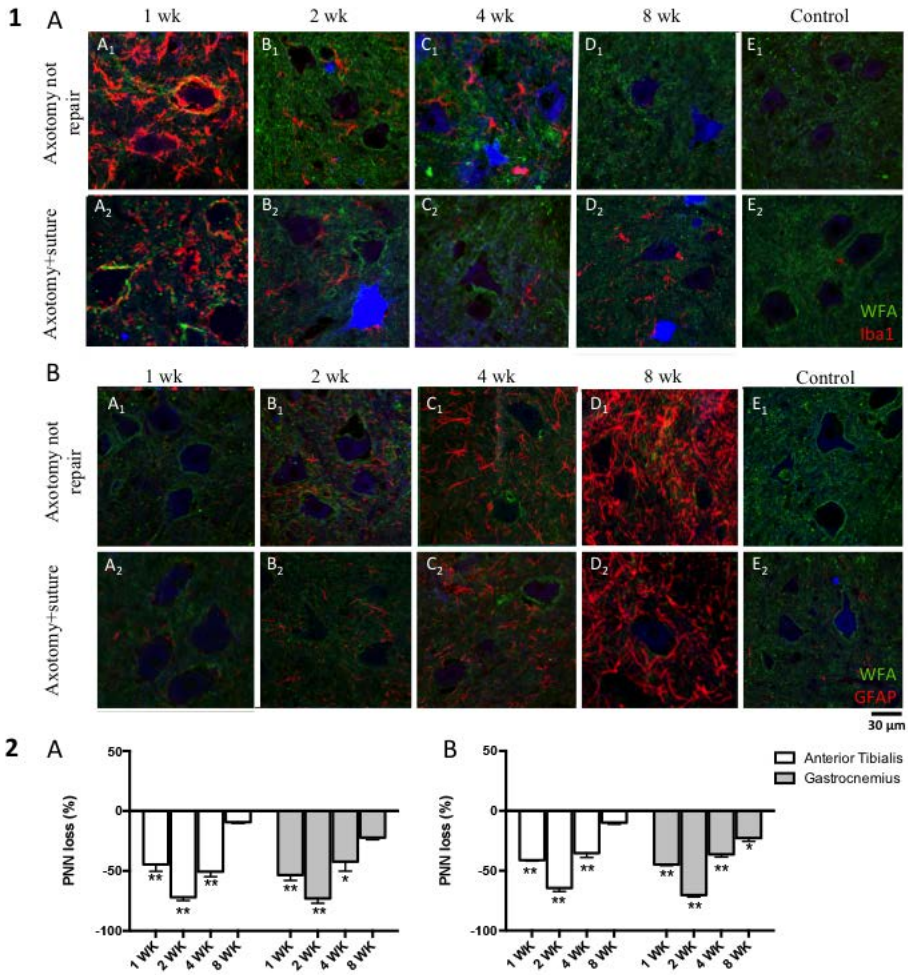 1 A 1 wk 2 wk 4 wk 8 wk Control
Axotomy not
repair
A1 B1 C1 D1 E1
Axotomy+suture
A2 B2 C2 D2 E2
WFA
Iba1
B 1 wk 2 wk 4 wk 8 wk Control
Axotomy not
repair
A1 B1 C1 D1 E1
Axotomy+suture
A2 B2 C2 D2 E2
WFA
GFAP
30 µm
2 A B
Anterior Tibialis
Gastrocnemius
PNN loss (%)
50
0
-50
-100
** ** ** ** ** *
1 WK 2 WK 4 WK 8 WK 1 WK 2 WK 4 WK 8 WK
PNN loss (%)
50
0
-50
-100
** ** ** ** ** ** *
1 WK 2 WK 4 WK 8 WK 1 WK 2 WK 4 WK 8 WK